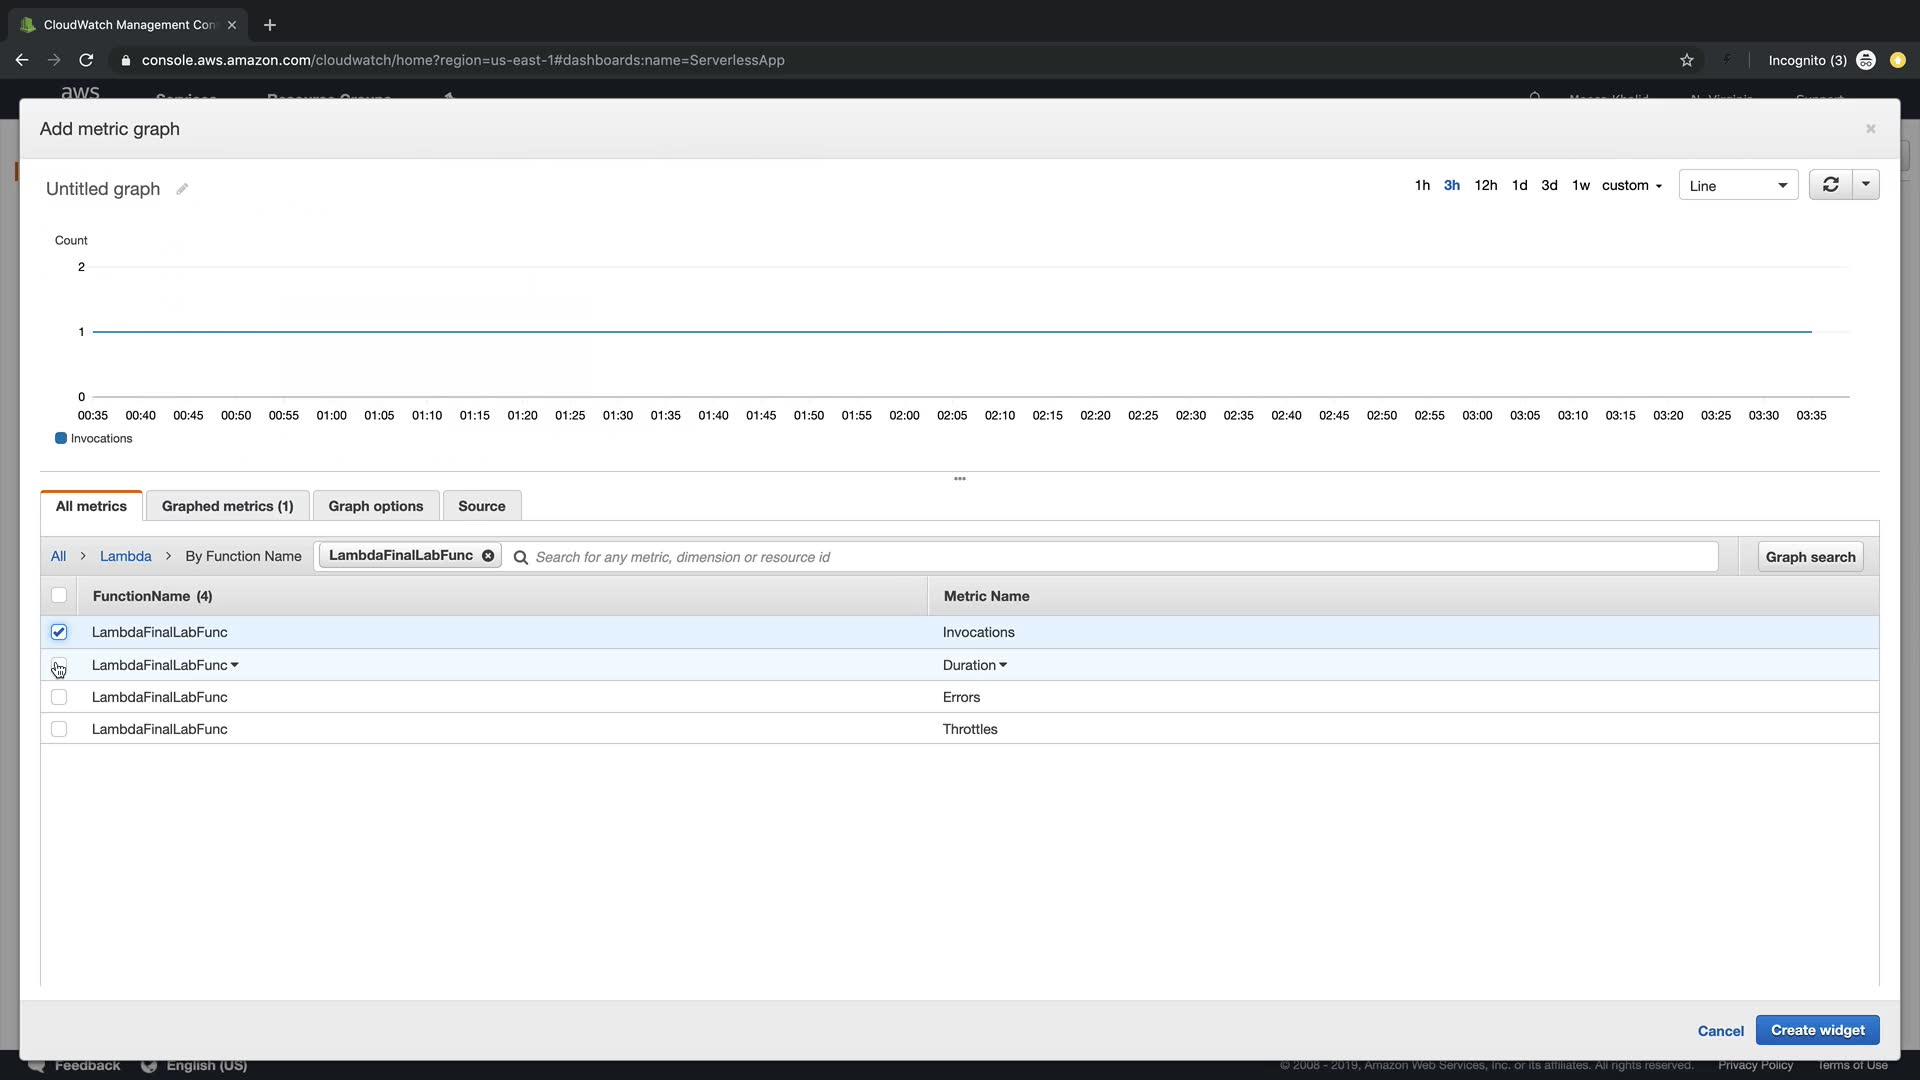 CloudWatch Management Con
console.aws.amazon.com/cloudwatch/home?region=us-east-1#dashboards:name=ServerlessApp
Incognito (3)
aws Services Resource Groups N. Virginia Support
Add metric graph
Untitled graph
1h 3h 12h 1d 3d 1w custom Line
Count
2
1
0
00:35 00:40 00:45 00:50 00:55 01:00 01:05 01:10 01:15 01:20 01:25 01:30 01:35 01:40 01:45 01:50 01:55 02:00 02:05 02:10 02:15 02:20 02:25 02:30 02:35 02:40 02:45 02:50 02:55 03:00 03:05 03:10 03:15 03:20 03:25 03:30 03:35
Invocations
All metrics Graphed metrics (1) Graph options Source
All > Lambda > By Function Name LambdaFinalLabFunc Search for any metric, dimension or resource id Graph search
FunctionName (4) Metric Name
LambdaFinalLabFunc Invocations
LambdaFinalLabFunc Duration
LambdaFinalLabFunc Errors
LambdaFinalLabFunc Throttles
Cancel Create widget
Feedback English (US) © 2008 - 2019, Amazon Web Services, Inc. or its affiliates. All rights reserved. Privacy Policy Terms of Use